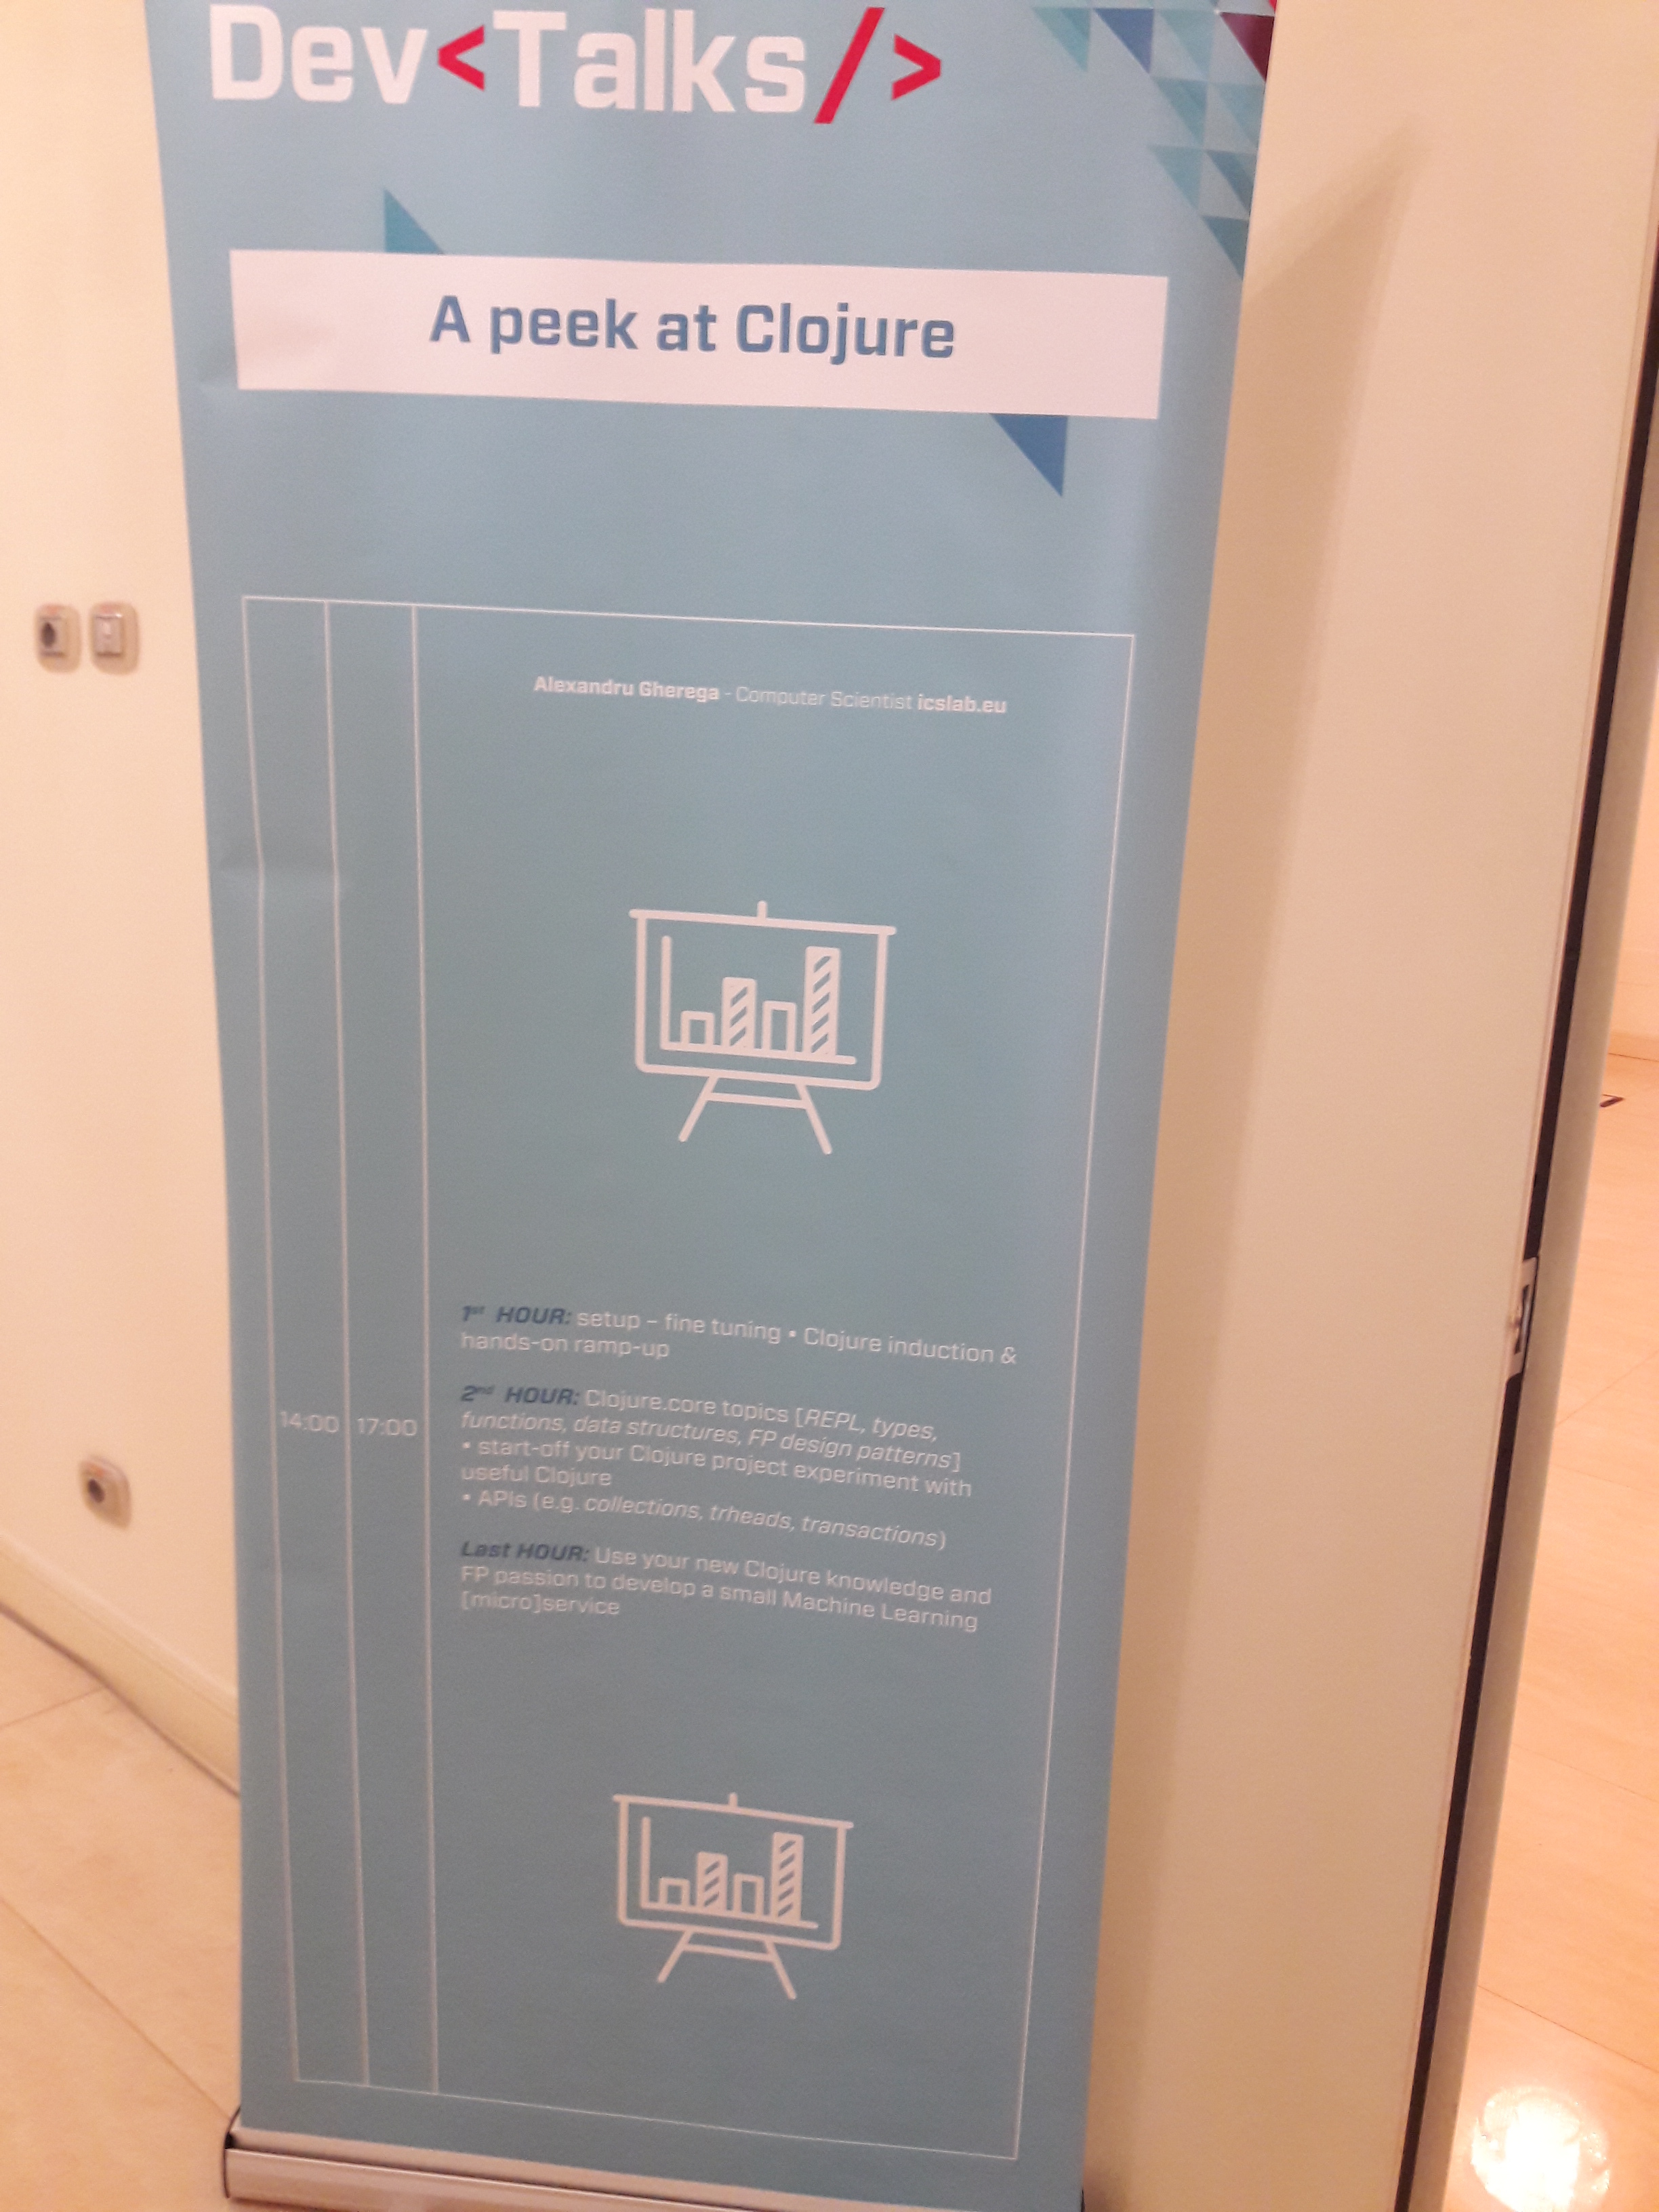 Dev<Talks/>
A peek at Clojure
Alexandru Gherega - Computer Scientist icslab.eu
14:00
17:00
1st HOUR: setup – fine tuning • Clojure induction &
hands-on ramp-up
2nd HOUR: Clojure.core topics [REPL, types,
functions, data structures, FP design patterns]
• start-off your Clojure project experiment with
useful Clojure
• APIs (e.g. collections, trheads, transactions)
Last HOUR: Use your new Clojure knowledge and
FP passion to develop a small Machine Learning
[micro]service